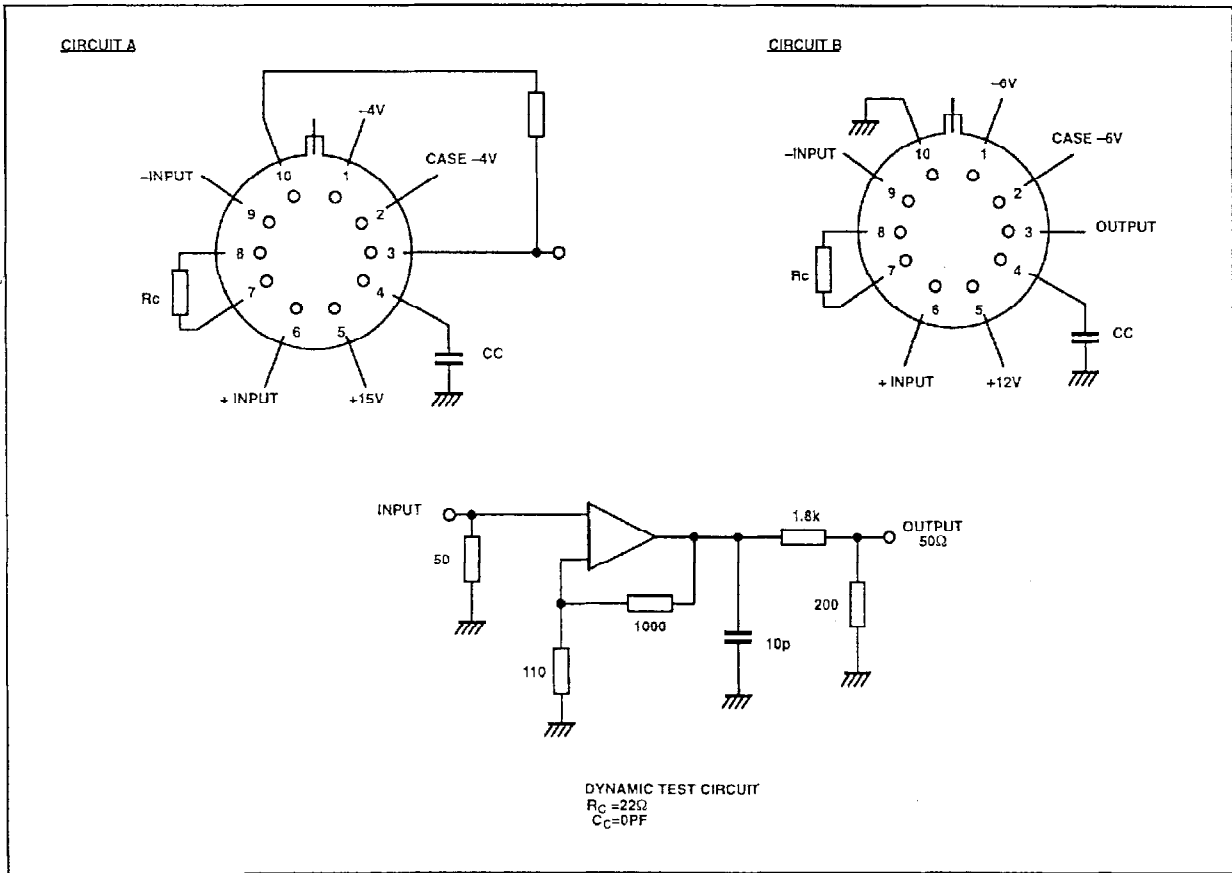 CIRCUIT A
CIRCUIT B
–4V
CASE –4V
–INPUT
10
1
9
2
8
3
7
4
6
5
Rc
CC
+ INPUT
+15V
–6V
CASE –6V
–INPUT
10
1
9
2
8
3
OUTPUT
7
4
6
5
Rc
CC
+ INPUT
+12V
INPUT
50
1.8k
OUTPUT
50Ω
1000
200
110
10p
DYNAMIC TEST CIRCUIT
RC =22Ω
CC=0PF